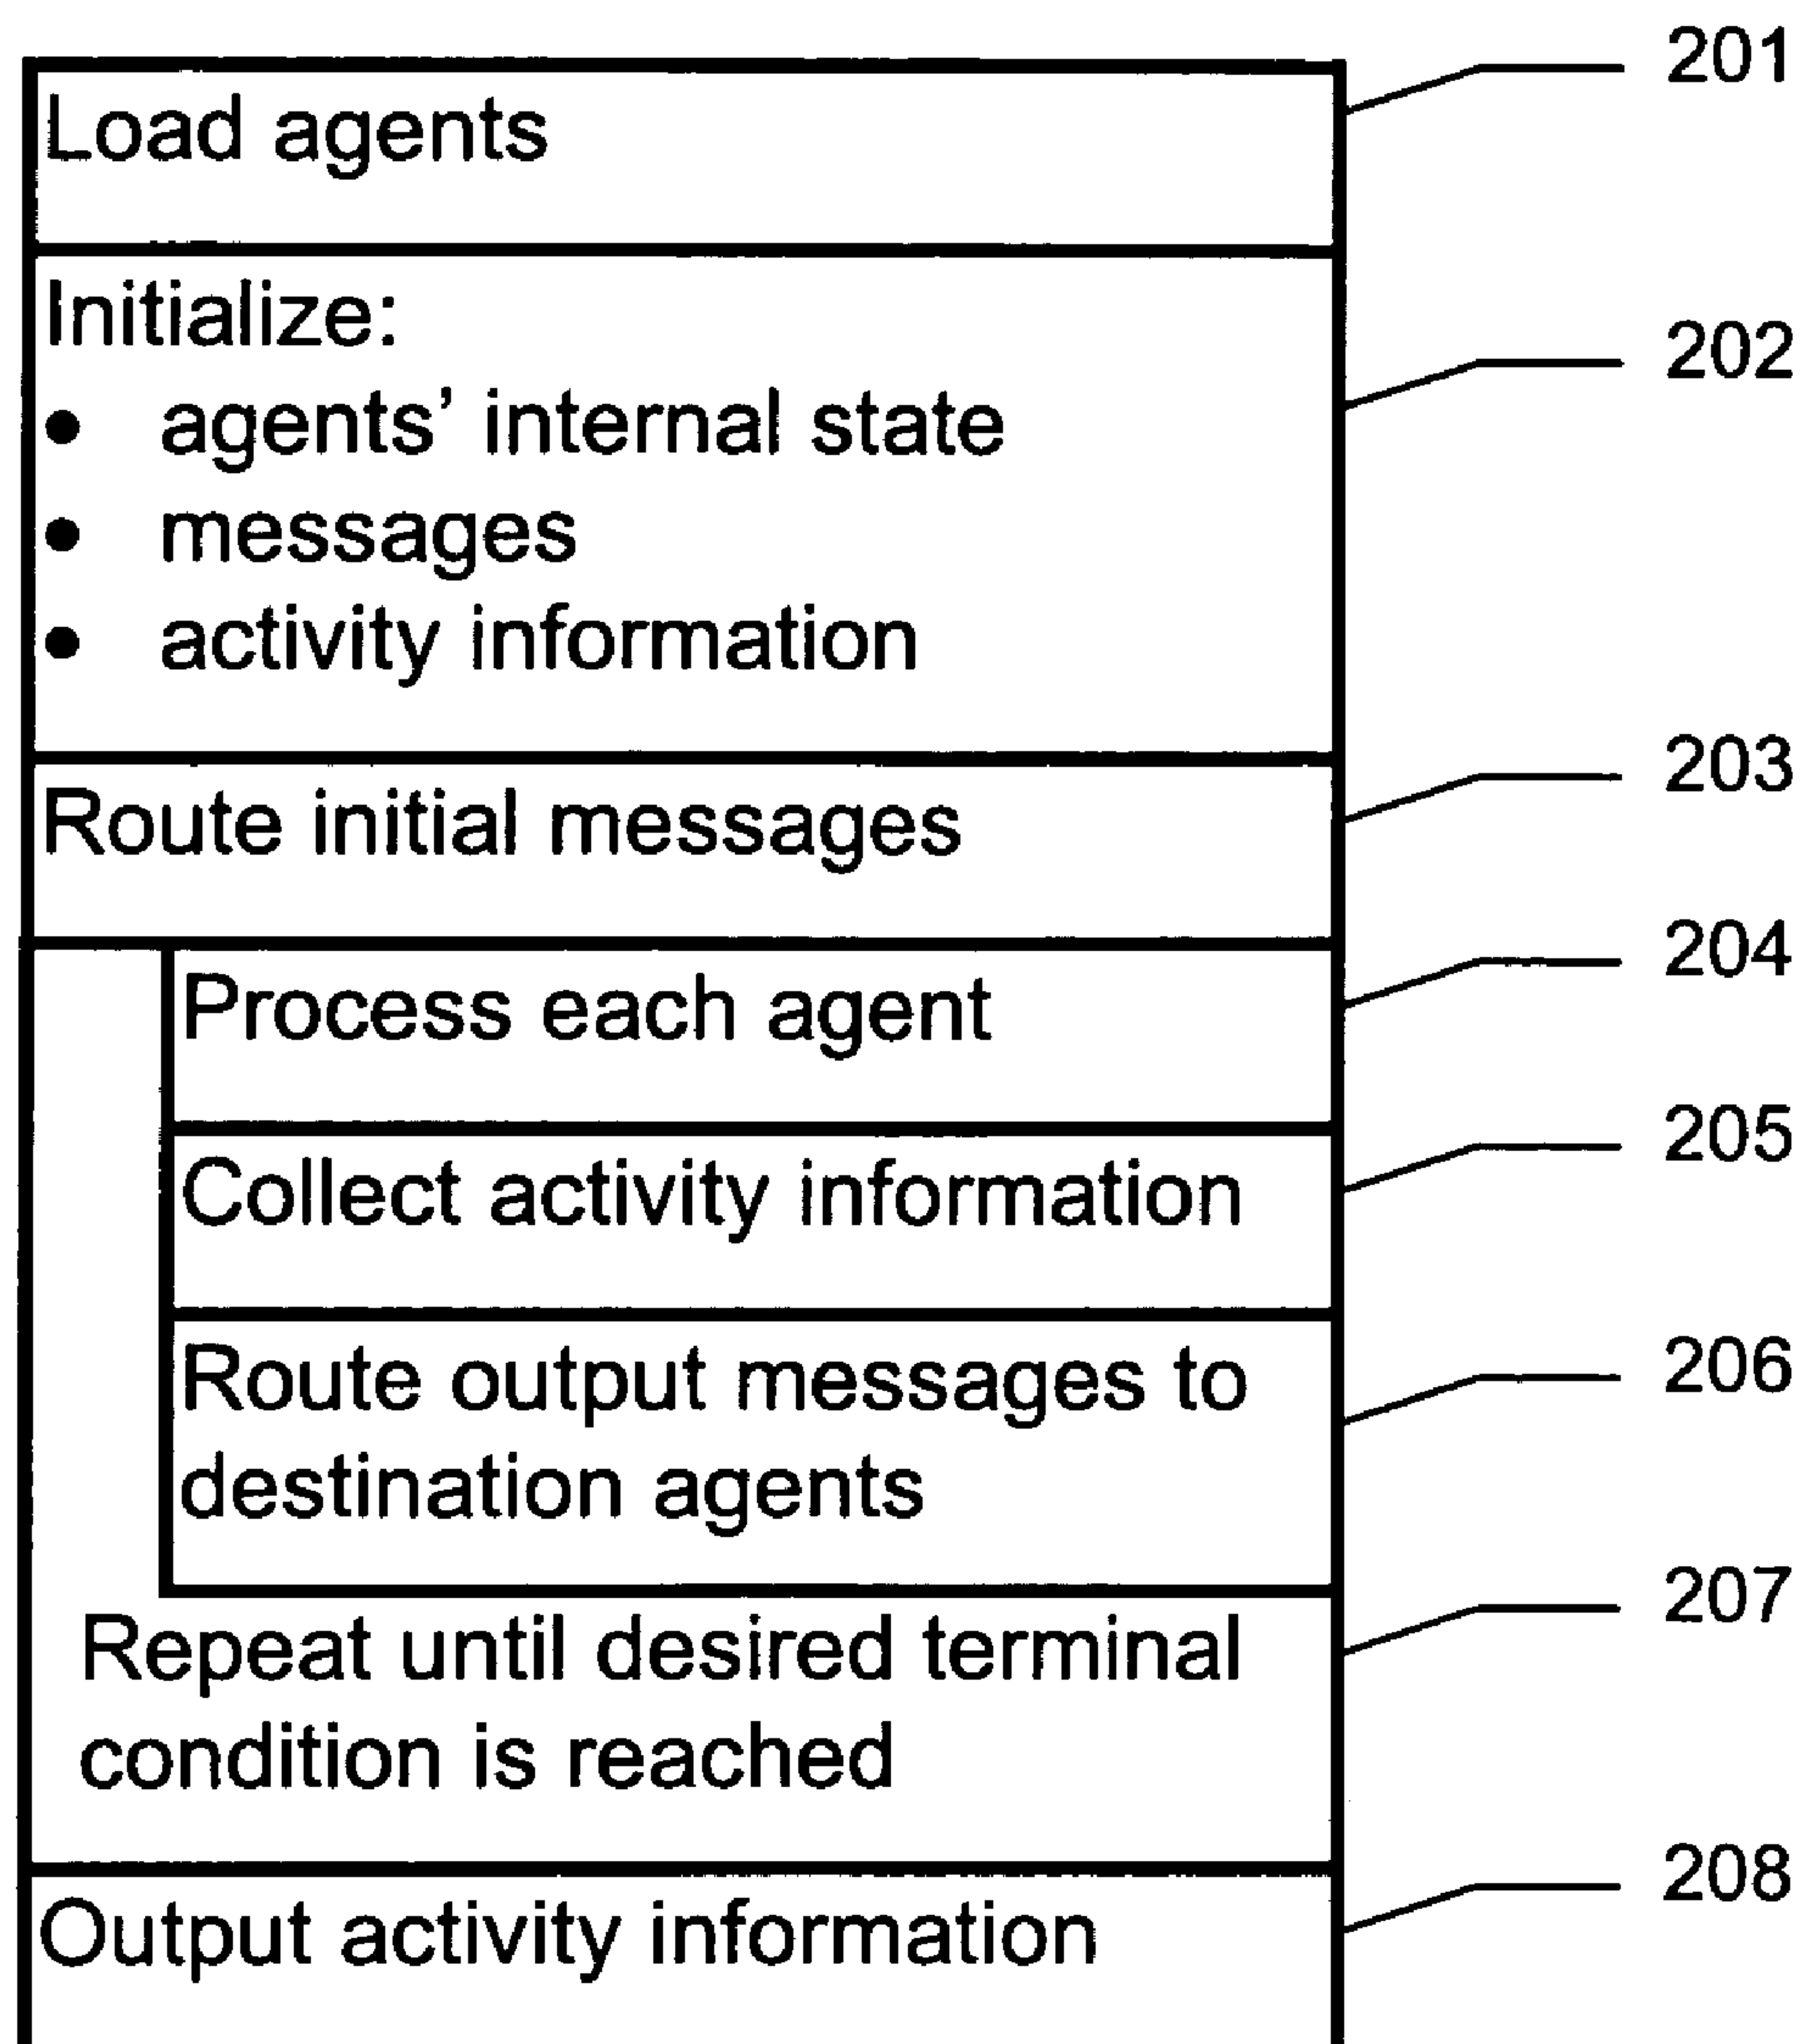 201
Load agents
Initialize:
202
• agents’ internal state
• messages
• activity information
203
Route initial messages
204
Process each agent
205
Collect activity information
206
Route output messages to
destination agents
207
Repeat until desired terminal
condition is reached
208
Output activity information